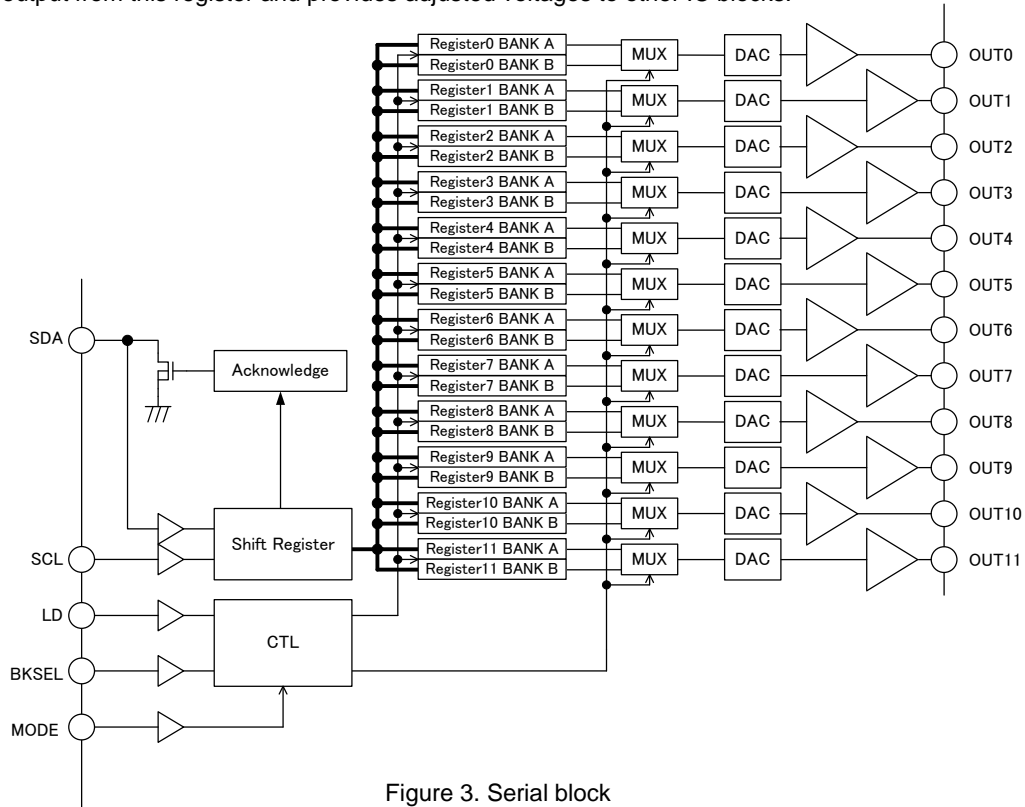 output from this register and provides adjusted voltages to other IC blocks.
Register0 BANK A
Register0 BANK B
MUX
DAC
OUT0
Register1 BANK A
Register1 BANK B
MUX
DAC
OUT1
Register2 BANK A
Register2 BANK B
MUX
DAC
OUT2
Register3 BANK A
Register3 BANK B
MUX
DAC
OUT3
Register4 BANK A
Register4 BANK B
MUX
DAC
OUT4
Register5 BANK A
Register5 BANK B
MUX
DAC
OUT5
Register6 BANK A
Register6 BANK B
MUX
DAC
OUT6
Register7 BANK A
Register7 BANK B
MUX
DAC
OUT7
Register8 BANK A
Register8 BANK B
MUX
DAC
OUT8
Register9 BANK A
Register9 BANK B
MUX
DAC
OUT9
Register10 BANK A
Register10 BANK B
MUX
DAC
OUT10
Register11 BANK A
Register11 BANK B
MUX
DAC
OUT11
SDA
Acknowledge
SCL
Shift Register
LD
CTL
BKSEL
MODE
Figure 3. Serial block